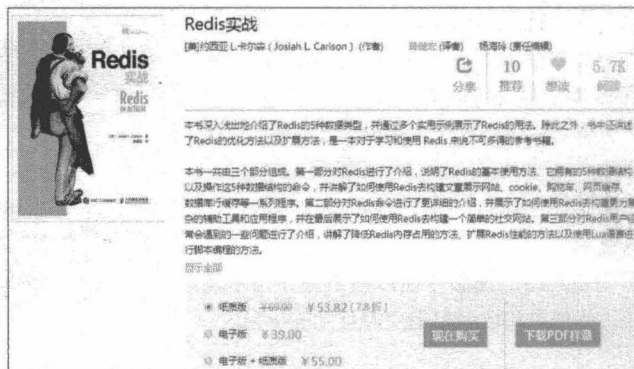 Redis实战
[美]约西亚 L.卡尔森（Josiah L. Carlson）(作者) 黄健宏 (译者) 杨海玲 (责任编辑)
10 5.7K
分享 推荐 想读 阅读
本书深入浅出地介绍了Redis的5种数据类型，并通过多个实用示例展示了Redis的用法。除此之外，书中还讲述
了Redis的优化方法以及扩展方法，是一本对于学习和使用 Redis 来说不可多得的参考书籍。
本书一共由三个部分组成。第一部分对Redis进行了介绍，说明了Redis的基本使用方法、它拥有的5种数据结构
以及操作这5种数据结构的命令，并讲解了如何使用Redis去构建文章展示网站、cookie、购物车、网页缓存、
数据库行缓存等一系列程序。第二部分对Redis命令进行了更详细的介绍，并展示了如何使用Redis去构建更为复
杂的辅助工具和应用程序，并在最后展示了如何使用Redis去构建一个简单的社交网站。第三部分对Redis用户经
常会遇到的一些问题进行了介绍，讲解了降低Redis内存占用的方法、扩展Redis性能的方法以及使用Lua语言进
行脚本编程的方法。
展示全部
纸质版 ￥69.00 ￥53.82 (7.8 折)
电子版 ￥39.00
电子版 + 纸质版 ￥55.00
现在购买 下载PDF样章
Redis
实战
Redis
IN ACTION